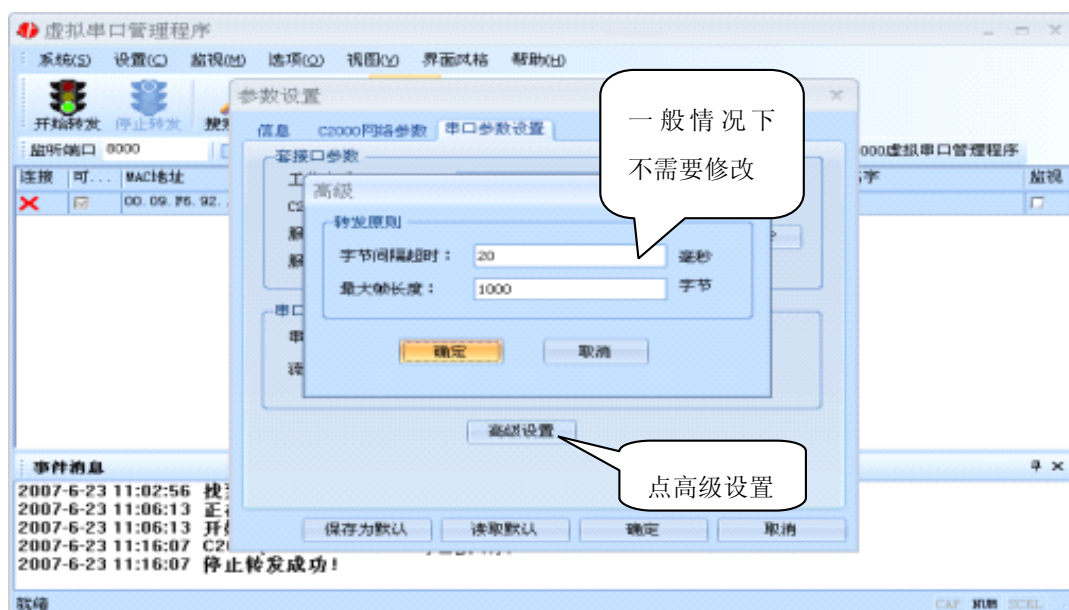 虚拟串口管理程序
系统(S) 设置(C) 监视(M) 选项(O) 视图(V) 界面风格 帮助(H)
开始转发 停止转发
监听端口 8000
000虚拟串口管理程序
连接 可... MAC地址
监视
00.09.F6.92.
参数设置
信息 C2000网络参数 串口参数设置
套接口参数
高级
转发原则
字节间隔超时： 20 毫秒
最大帧长度： 1000 字节
确定 取消
高级设置
保存为默认 读取默认 确定 取消
一般情况下
不需要修改
点高级设置
事件消息
2007-6-23 11:02:56
2007-6-23 11:06:13
2007-6-23 11:06:13
2007-6-23 11:16:07
2007-6-23 11:16:07 停止转发成功!
就绪
CAP NUM SCRL